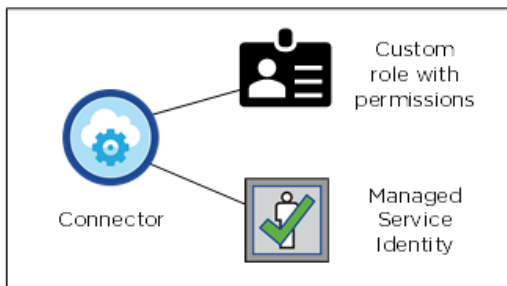 Custom
role with
permissions
Connector
Managed
Service
Identity